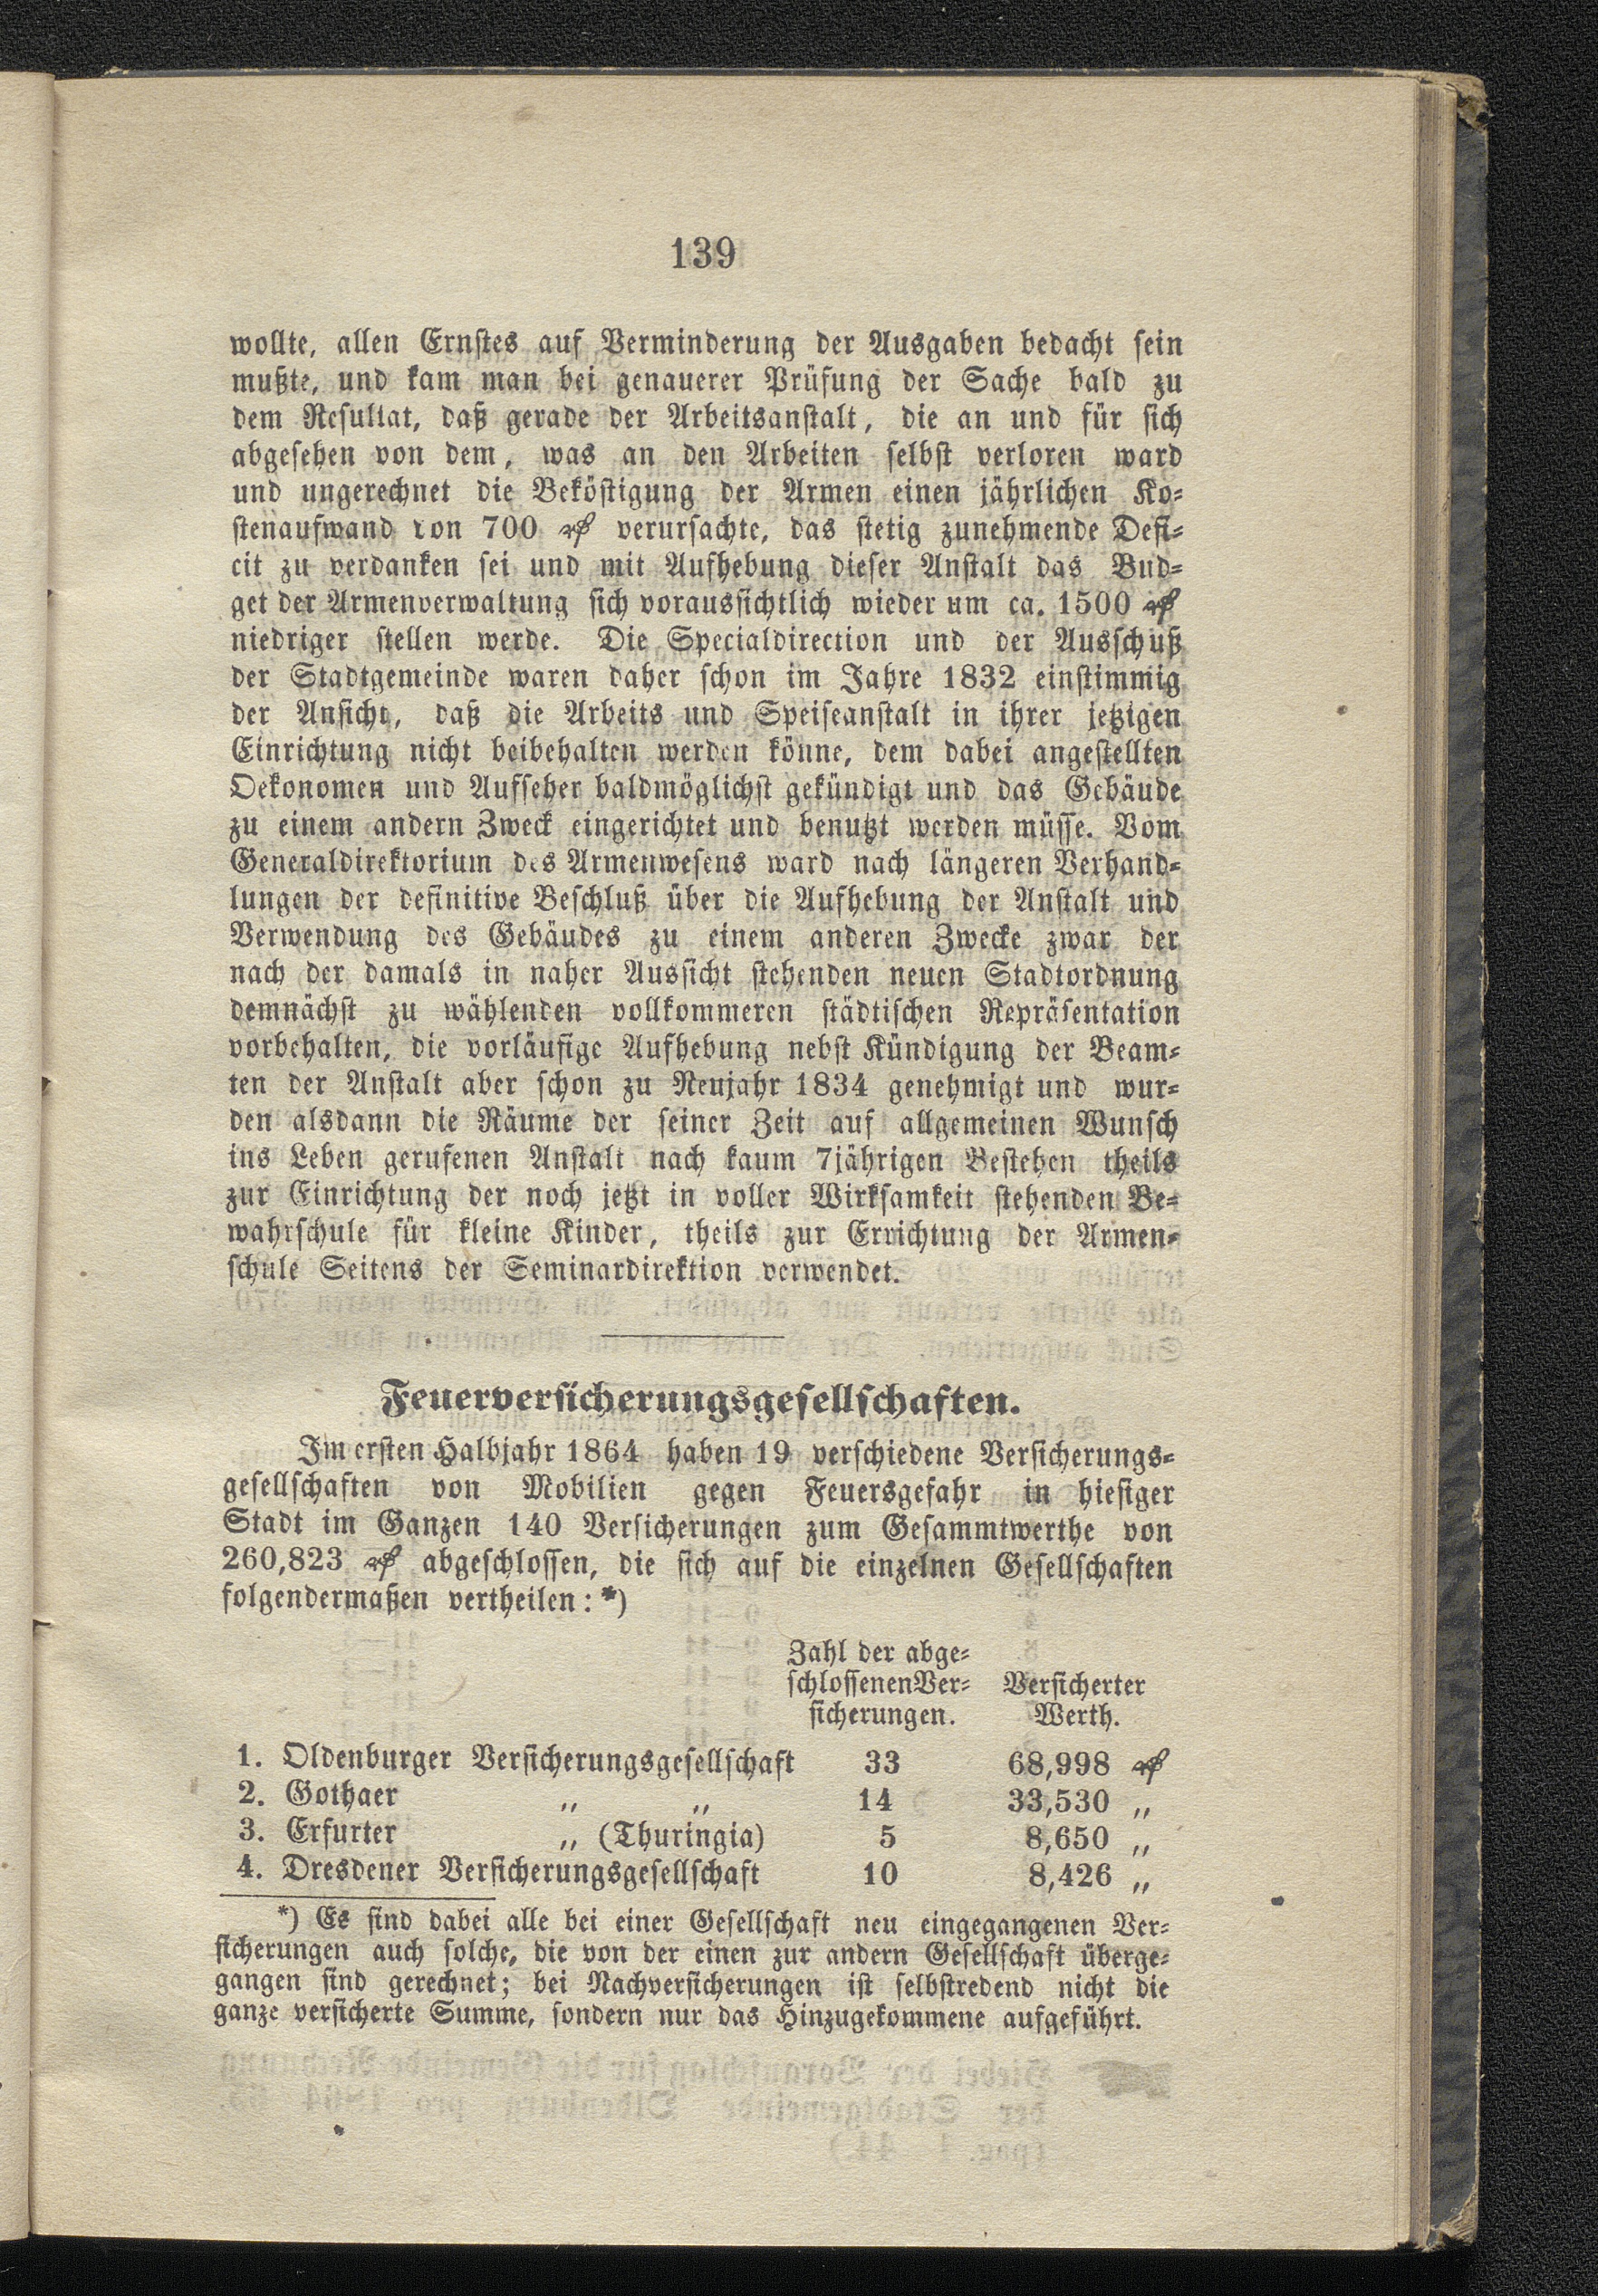 139
wollte, allen Ernstes auf Verminderung der Ausgaben bedacht sein
mußte, und kam man bei genauerer Prüfung der Sache bald zu
dem Resultat, daß gerade der Arbeitsanstalt, die an und für sich
abgesehen von dem, was an den Arbeiten selbst verloren ward
und ungerechnet die Beköstigung der Armen einen jährlichen Ko-
stenaufwand von 700 ₰ verursachte, das stetig zunehmende Defi-
cit zu verdanken sei und mit Aufhebung dieser Anstalt das Bud-
get der Armenverwaltung sich voraussichtlich wieder um ca. 1500 ₰
niedriger stellen werde. Die Specialdirection und der Ausschuß
der Stadtgemeinde waren daher schon im Jahre 1832 einstimmig
der Ansicht, daß die Arbeits und Speiseanstalt in ihrer jetzigen
Einrichtung nicht beibehalten werden könne, dem dabei angestellten
Oekonomen und Aufseher baldmöglichst gekündigt und das Gebäude
zu einem andern Zweck eingerichtet und benutzt werden müsse. Vom
Generaldirektorium des Armenwesens ward nach längeren Verhand-
lungen der definitive Beschluß über die Aufhebung der Anstalt und
Verwendung des Gebäudes zu einem anderen Zwecke zwar der
nach der damals in naher Aussicht stehenden neuen Stadtordnung
demnächst zu wählenden vollkommeren städtischen Repräsentation
vorbehalten, die vorläufige Aufhebung nebst Kündigung der Beam-
ten der Anstalt aber schon zu Neujahr 1834 genehmigt und wur-
den alsdann die Räume der seiner Zeit auf allgemeinen Wunsch
ins Leben gerufenen Anstalt nach kaum 7jährigen Bestehen theils
zur Einrichtung der noch jetzt in voller Wirksamkeit stehenden Be-
wahrschule für kleine Kinder, theils zur Errichtung der Armen-
schule Seitens der Seminardirektion verwendet.
Feuerversicherungsgesellschaften.
Im ersten Halbjahr 1864 haben 19 verschiedene Versicherungs-
gesellschaften von Mobilien gegen Feuersgefahr in hiesiger
Stadt im Ganzen 140 Versicherungen zum Gesammtwerthe von
260,823 ₰ abgeschlossen, die sich auf die einzelnen Gesellschaften
folgendermaßen vertheilen: *)
Zahl der abge-
schlossenenVer- Versicherter
sicherungen. Werth.
1. Oldenburger Versicherungsgesellschaft 33 68,998 ₰
2. Gothaer „ „ 14 33,530 „
3. Erfurter „ (Thuringia) 5 8,650 „
4. Dresdener Versicherungsgesellschaft 10 8,426 „
*) Es sind dabei alle bei einer Gesellschaft neu eingegangenen Ver-
sicherungen auch solche, die von der einen zur andern Gesellschaft überge-
gangen sind gerechnet; bei Nachversicherungen ist selbstredend nicht die
ganze versicherte Summe, sondern nur das Hinzugekommene aufgeführt.